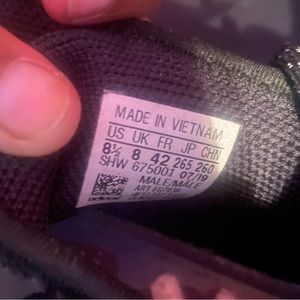 MADE IN VIETNAM
US UK FR JP CHN
8½ 8 42 265 260
SHW 675001 07/19
MALE/MALE
ART
adidas